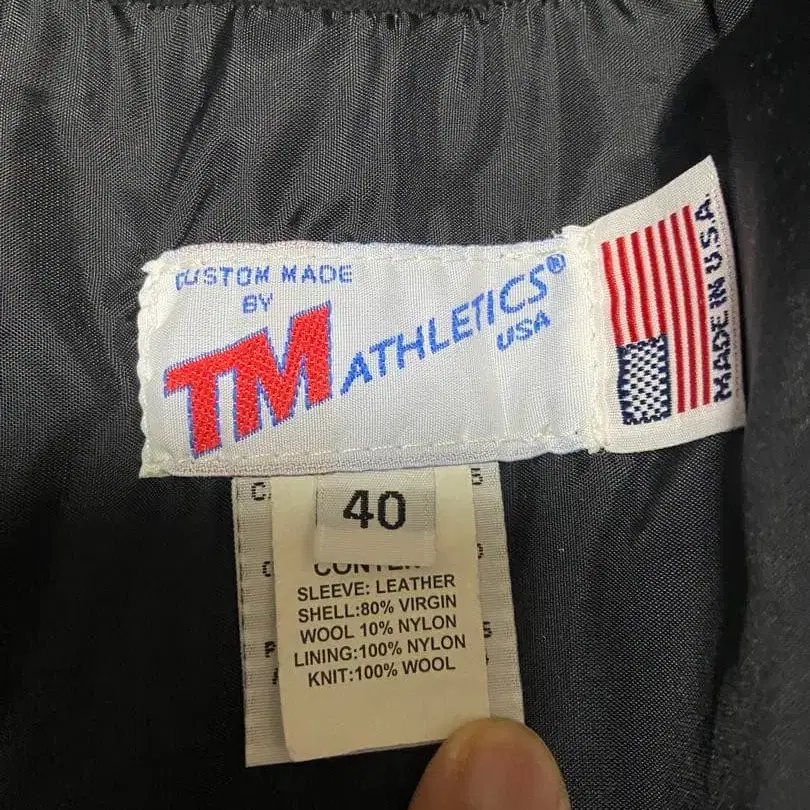 CUSTOM MADE
BY
TM ATHLETICS®
USA
MADE IN U.S.A.
40
SLEEVE: LEATHER
SHELL:80% VIRGIN
WOOL 10% NYLON
LINING:100% NYLON
KNIT:100% WOOL